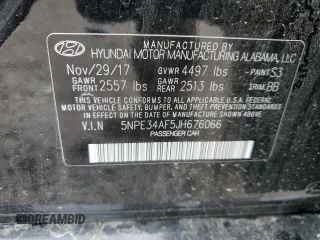 MANUFACTURED BY
HYUNDAI MOTOR MANUFACTURING ALABAMA, LLC
Nov/29/17 GVWR 4497 lbs PAINT S3
GAWR FRONT 2557 lbs GAWR REAR 2513 lbs TRIM BB
THIS VEHICLE CONFORMS TO ALL APPLICABLE U.S. FEDERAL
MOTOR VEHICLE SAFETY, BUMPER, AND THEFT PREVENTION
STANDARDS IN EFFECT ON THE DATE OF MANUFACTURE SHOWN ABOVE.
V.I.N 5NPE34AF5JH676066
PASSENGER CAR
© AMERIBID